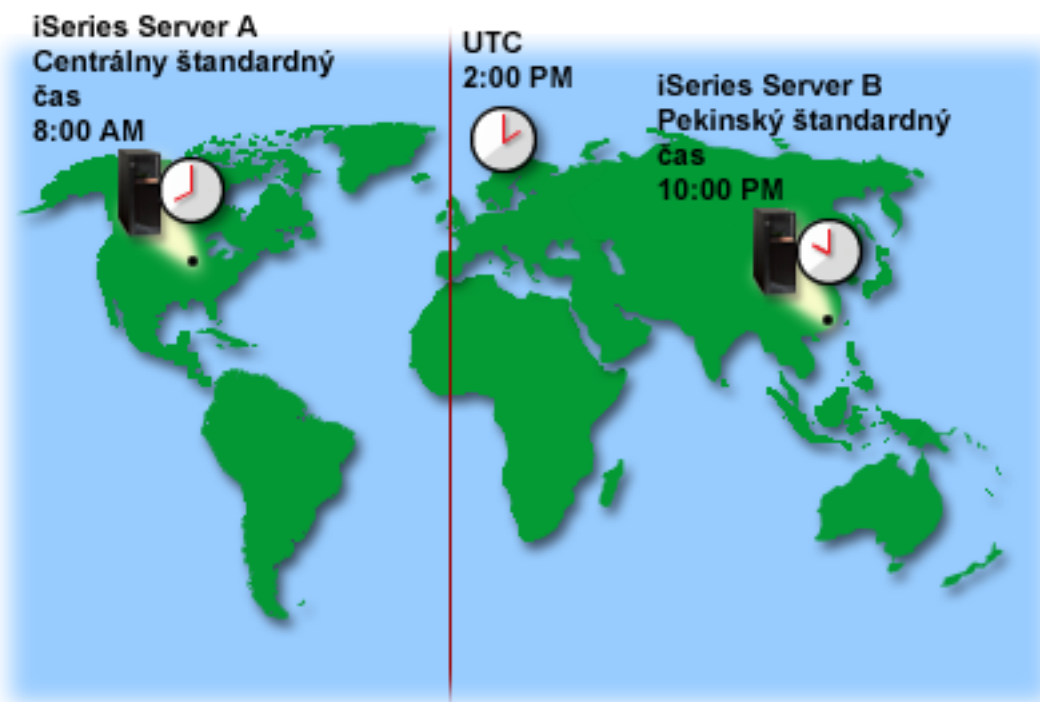 iSeries Server A
Centrálny štandardný
čas
8:00 AM
UTC
2:00 PM
iSeries Server B
Pekinský štandardný
čas
10:00 PM